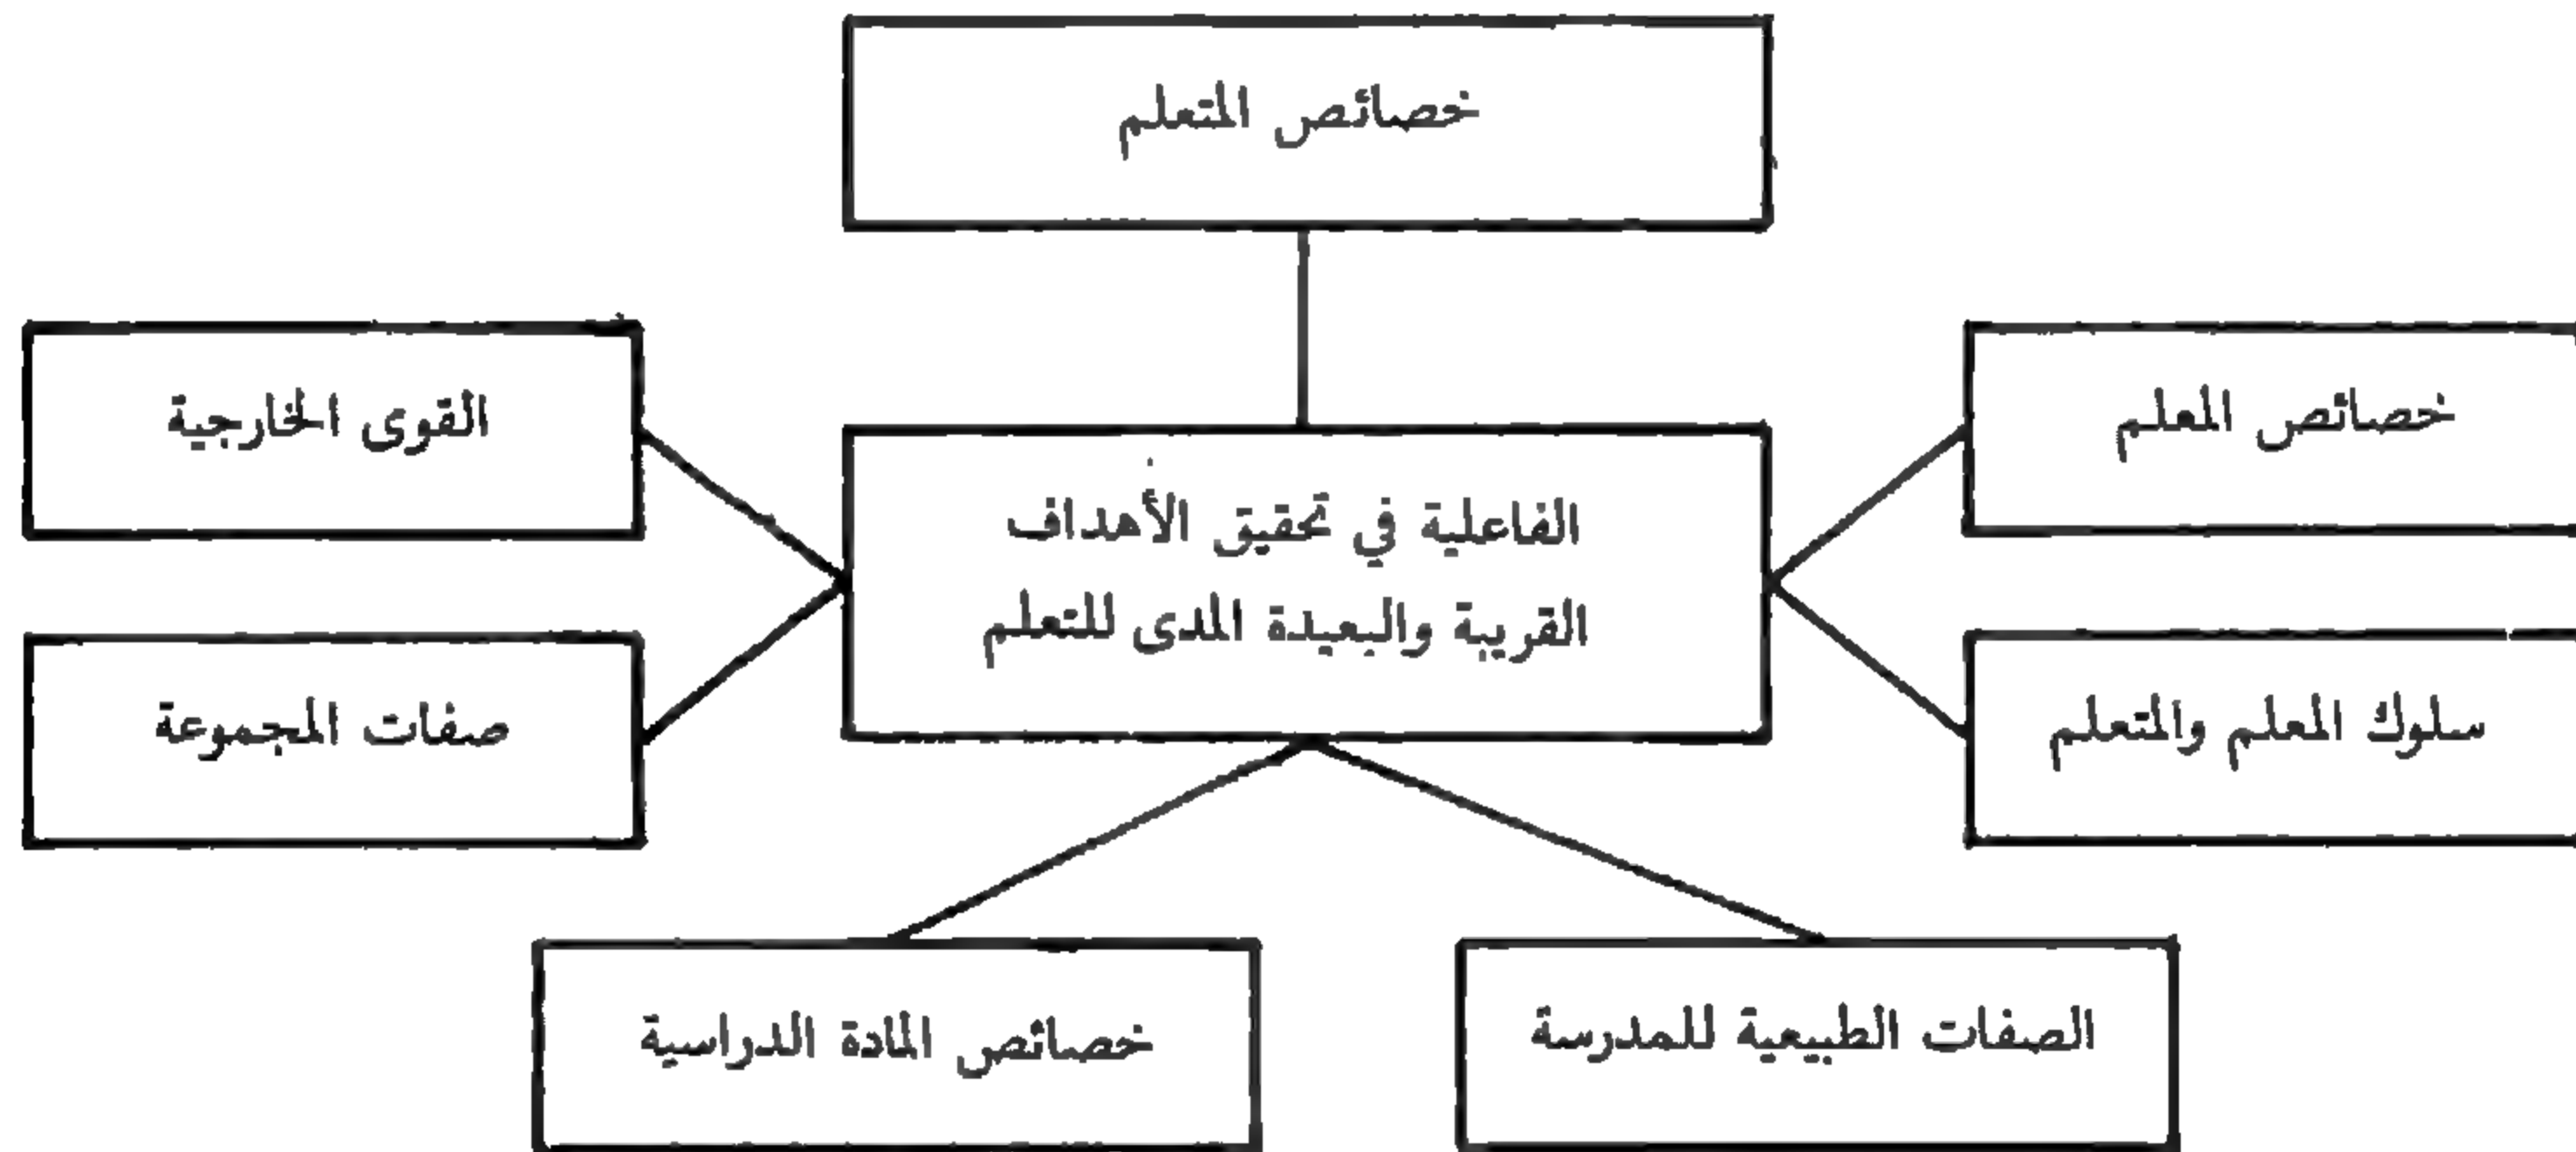 خصائص المتعلم
خصائص المعلم
القوى الخارجية
الفاعلية في تحقيق الأهداف
القريبة والبعيدة المدى للتعلم
سلوك المعلم والمتعلم
صفات المجموعة
الصفات الطبيعية للمدرسة
خصائص المادة الدراسية